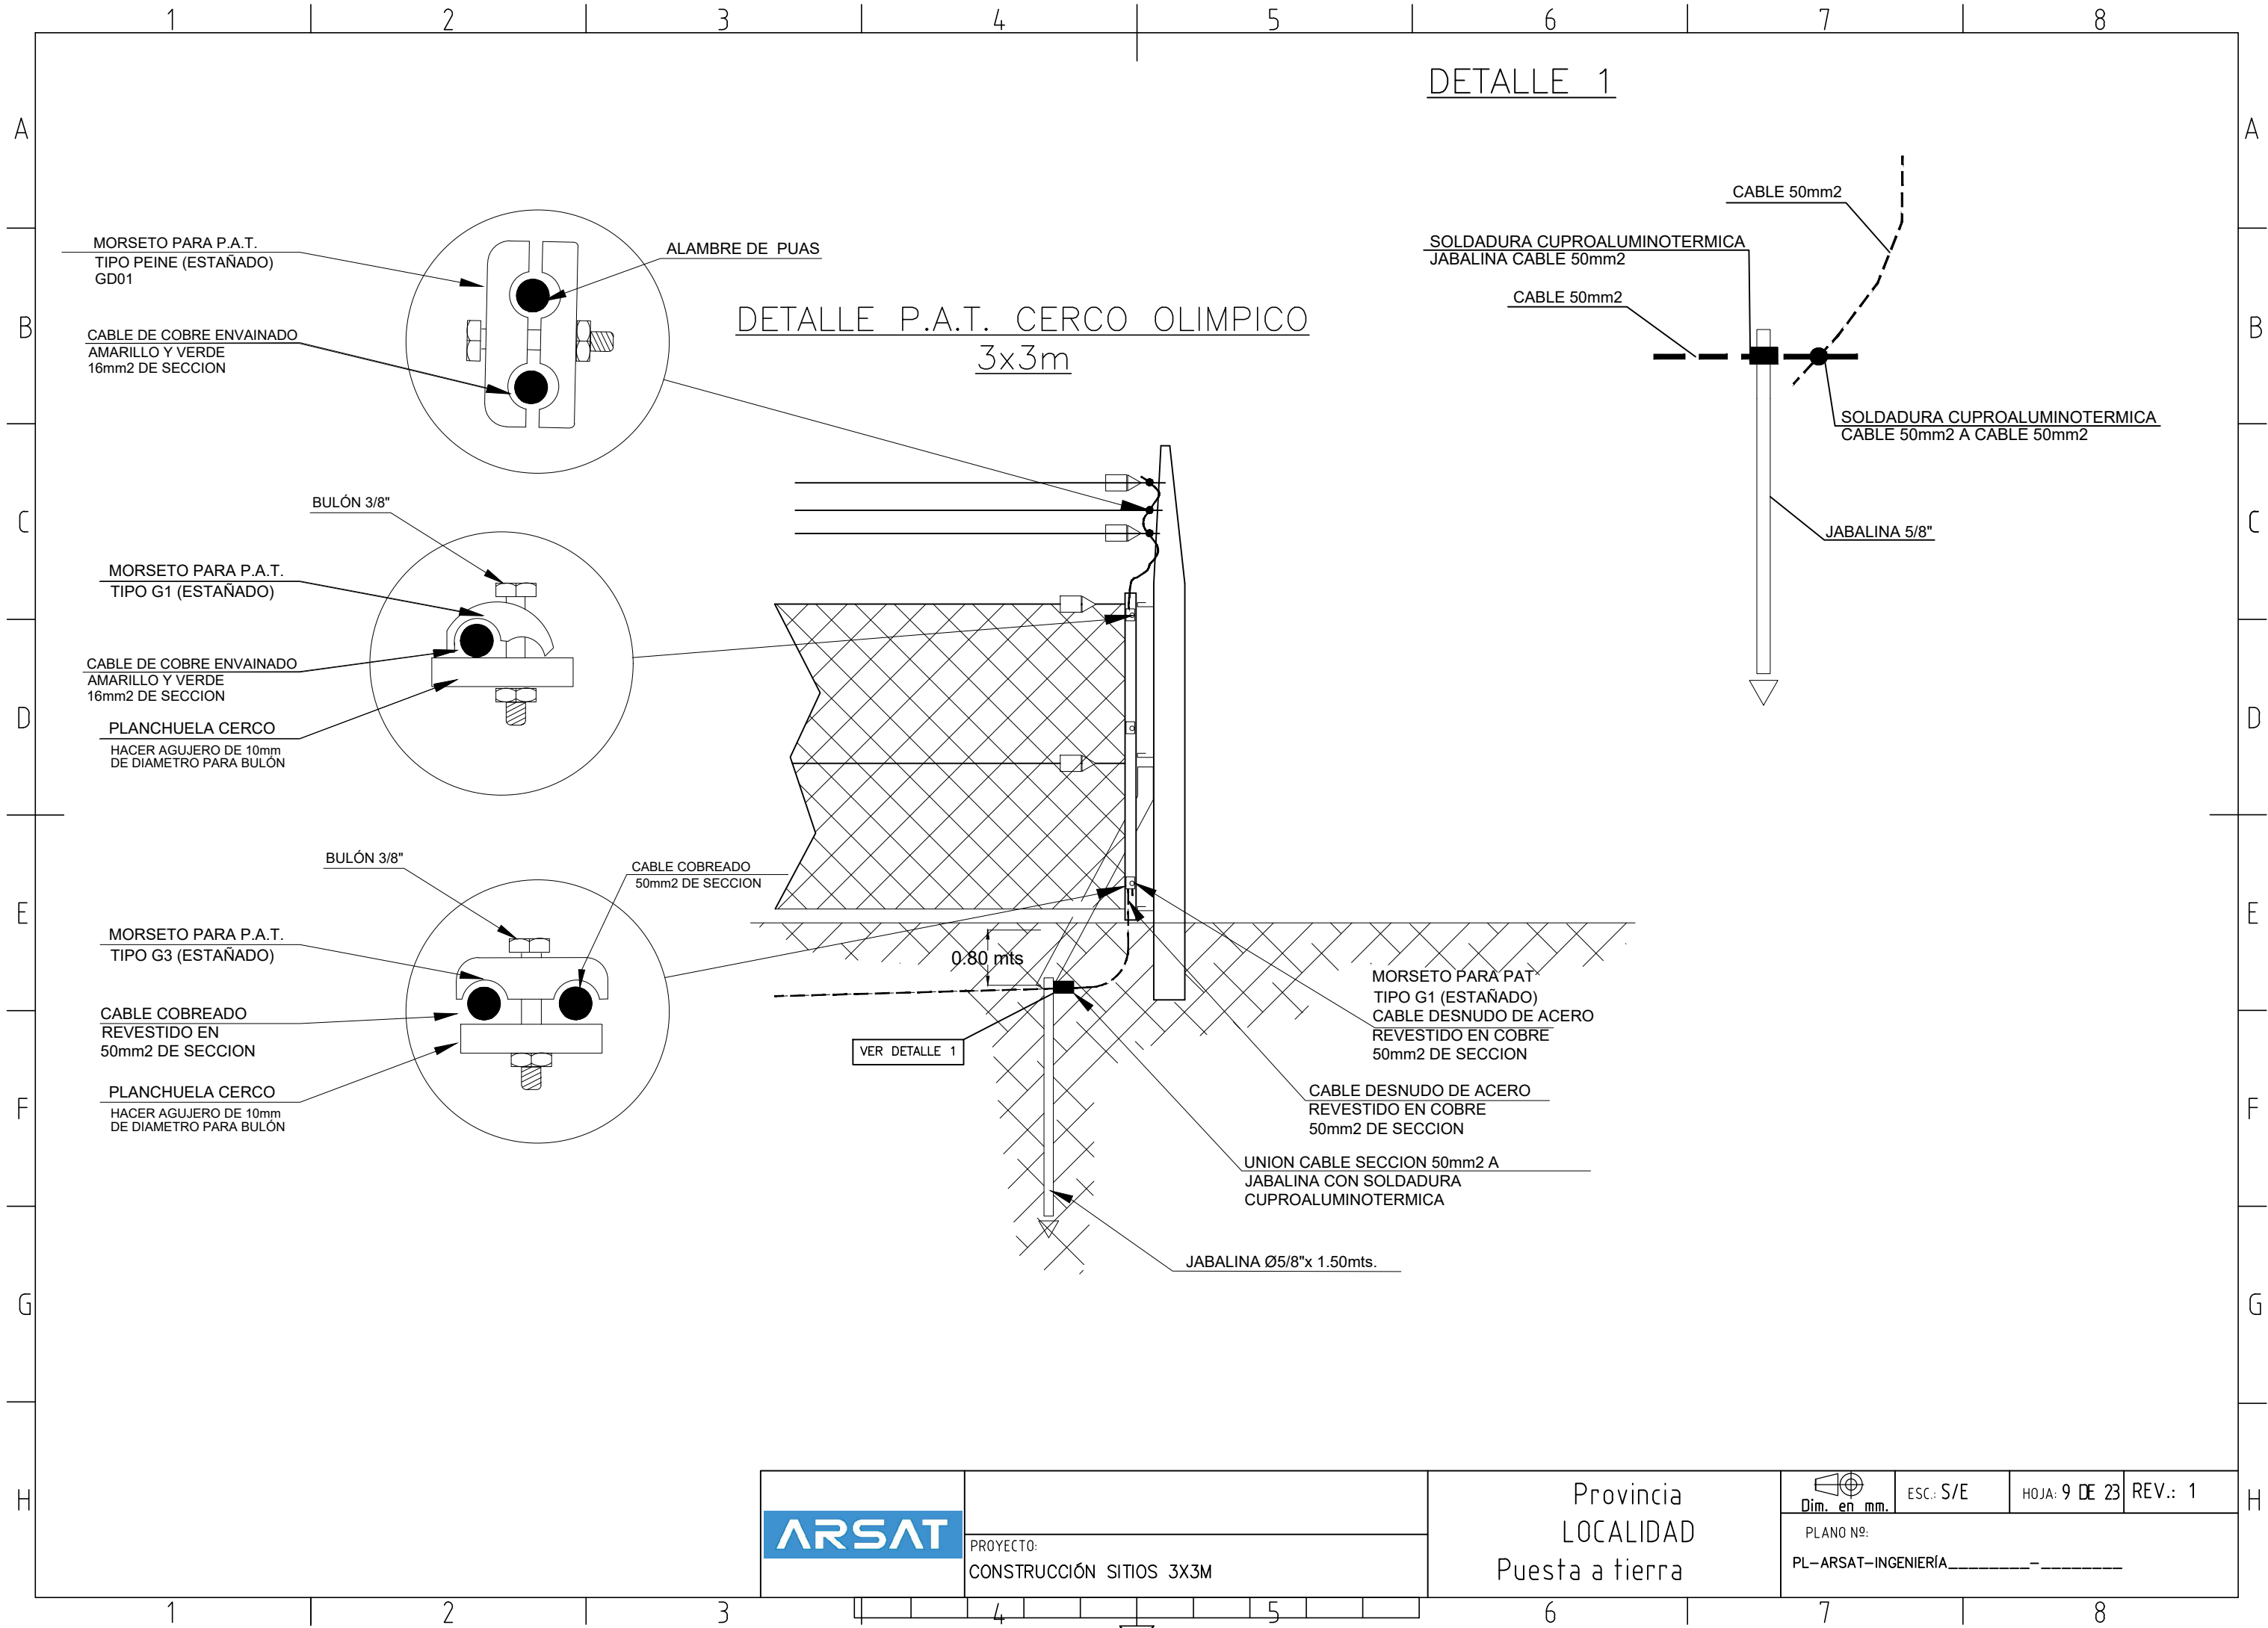 1 2 3 4 5 6 7 8
A A
B B
C C
D D
E E
F F
G G
H H
DETALLE 1
CABLE 50mm2
SOLDADURA CUPROALUMINOTERMICA
JABALINA CABLE 50mm2
CABLE 50mm2
SOLDADURA CUPROALUMINOTERMICA
CABLE 50mm2 A CABLE 50mm2
JABALINA 5/8"
DETALLE P.A.T. CERCO OLIMPICO
3x3m
MORSETO PARA P.A.T.
TIPO PEINE (ESTAÑADO)
GD01
ALAMBRE DE PUAS
CABLE DE COBRE ENVAINADO
AMARILLO Y VERDE
16mm2 DE SECCION
BULÓN 3/8"
MORSETO PARA P.A.T.
TIPO G1 (ESTAÑADO)
CABLE DE COBRE ENVAINADO
AMARILLO Y VERDE
16mm2 DE SECCION
PLANCHUELA CERCO
HACER AGUJERO DE 10mm
DE DIAMETRO PARA BULÓN
BULÓN 3/8"
CABLE COBREADO
50mm2 DE SECCION
MORSETO PARA P.A.T.
TIPO G3 (ESTAÑADO)
CABLE COBREADO
REVESTIDO EN
50mm2 DE SECCION
PLANCHUELA CERCO
HACER AGUJERO DE 10mm
DE DIAMETRO PARA BULÓN
0.80 mts
VER DETALLE 1
MORSETO PARA PAT
TIPO G1 (ESTAÑADO)
CABLE DESNUDO DE ACERO
REVESTIDO EN COBRE
50mm2 DE SECCION
CABLE DESNUDO DE ACERO
REVESTIDO EN COBRE
50mm2 DE SECCION
UNION CABLE SECCION 50mm2 A
JABALINA CON SOLDADURA
CUPROALUMINOTERMICA
JABALINA Ø5/8"x 1.50mts.
ARSAT
PROYECTO:
CONSTRUCCIÓN SITIOS 3X3M
Provincia
LOCALIDAD
Puesta a tierra
Dim. en mm.
ESC.: S/E
HOJA: 9 DE 23
REV.: 1
PLANO Nº:
PL-ARSAT-INGENIERÍA________-________
1 2 3 4 5 6 7 8